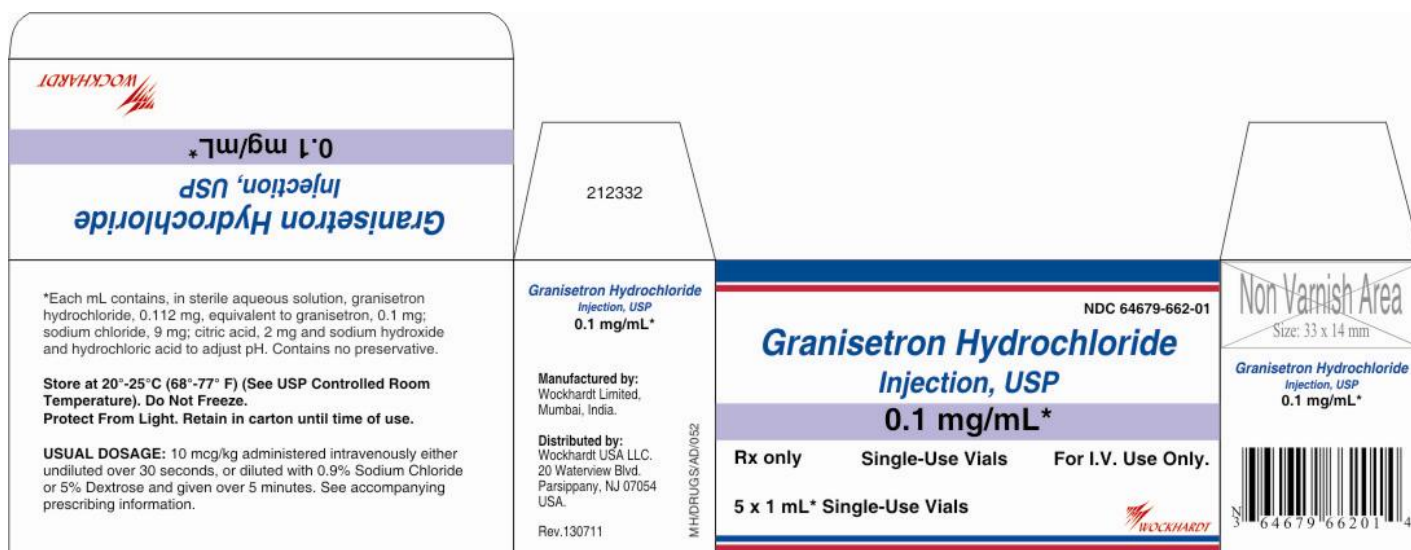 WOCKHARDT
0.1 mg/mL*
Injection, USP
Granisetron Hydrochloride
*Each mL contains, in sterile aqueous solution, granisetron
hydrochloride, 0.112 mg, equivalent to granisetron, 0.1 mg;
sodium chloride, 9 mg; citric acid, 2 mg and sodium hydroxide
and hydrochloric acid to adjust pH. Contains no preservative.
Store at 20°-25°C (68°-77° F) (See USP Controlled Room
Temperature). Do Not Freeze.
Protect From Light. Retain in carton until time of use.
USUAL DOSAGE: 10 mcg/kg administered intravenously either
undiluted over 30 seconds, or diluted with 0.9% Sodium Chloride
or 5% Dextrose and given over 5 minutes. See accompanying
prescribing information.
212332
Granisetron Hydrochloride
Injection, USP
0.1 mg/mL*
Manufactured by:
Wockhardt Limited,
Mumbai, India.
Distributed by:
Wockhardt USA LLC.
20 Waterview Blvd.
Parsippany, NJ 07054
USA.
Rev.130711
MH/DRUGS/AD/052
NDC 64679-662-01
Granisetron Hydrochloride
Injection, USP
0.1 mg/mL*
Rx only Single-Use Vials For I.V. Use Only.
5 x 1 mL* Single-Use Vials
WOCKHARDT
Non Varnish Area
Size: 33 x 14 mm
Granisetron Hydrochloride
Injection, USP
0.1 mg/mL*
N
3 64679 66201 4